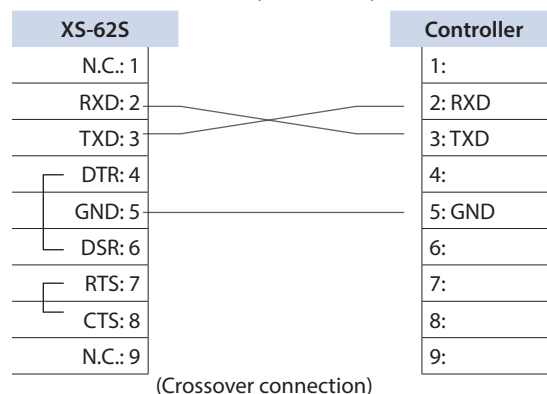 XS-62S Controller
N.C.: 1 1:
RXD: 2 2: RXD
TXD: 3 3: TXD
DTR: 4 4:
GND: 5 5: GND
DSR: 6 6:
RTS: 7 7:
CTS: 8 8:
N.C.: 9 9:
(Crossover connection)